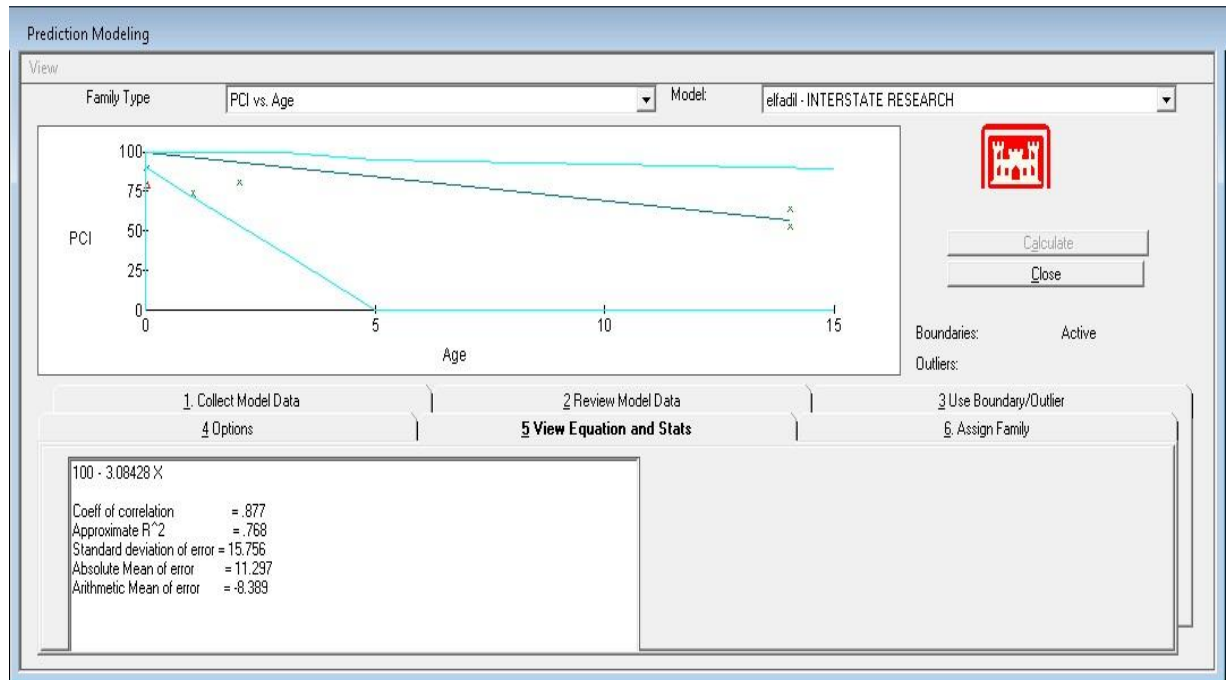 Prediction Modeling
View
Family Type PCI vs. Age Model: elfadil - INTERSTATE RESEARCH
100
75
PCI 50
25
0
0 5 10 15
Age
Calculate
Close
Boundaries: Active
Outliers:
1. Collect Model Data 2 Review Model Data 3 Use Boundary/Outlier
4 Options 5 View Equation and Stats 6. Assign Family
100 - 3.08428 X
Coeff of correlation = .877
Approximate R^2 = .768
Standard deviation of error = 15.756
Absolute Mean of error = 11.297
Arithmetic Mean of error = -8.389